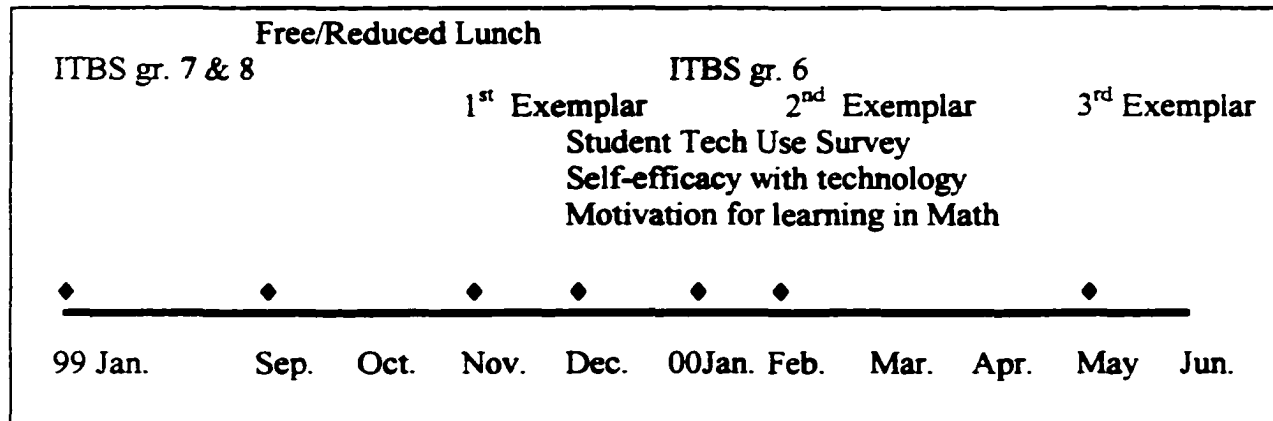 Free/Reduced Lunch
ITBS gr. 7 & 8 ITBS gr. 6
1st Exemplar 2nd Exemplar 3rd Exemplar
Student Tech Use Survey
Self-efficacy with technology
Motivation for learning in Math
99 Jan. Sep. Oct. Nov. Dec. 00Jan. Feb. Mar. Apr. May Jun.